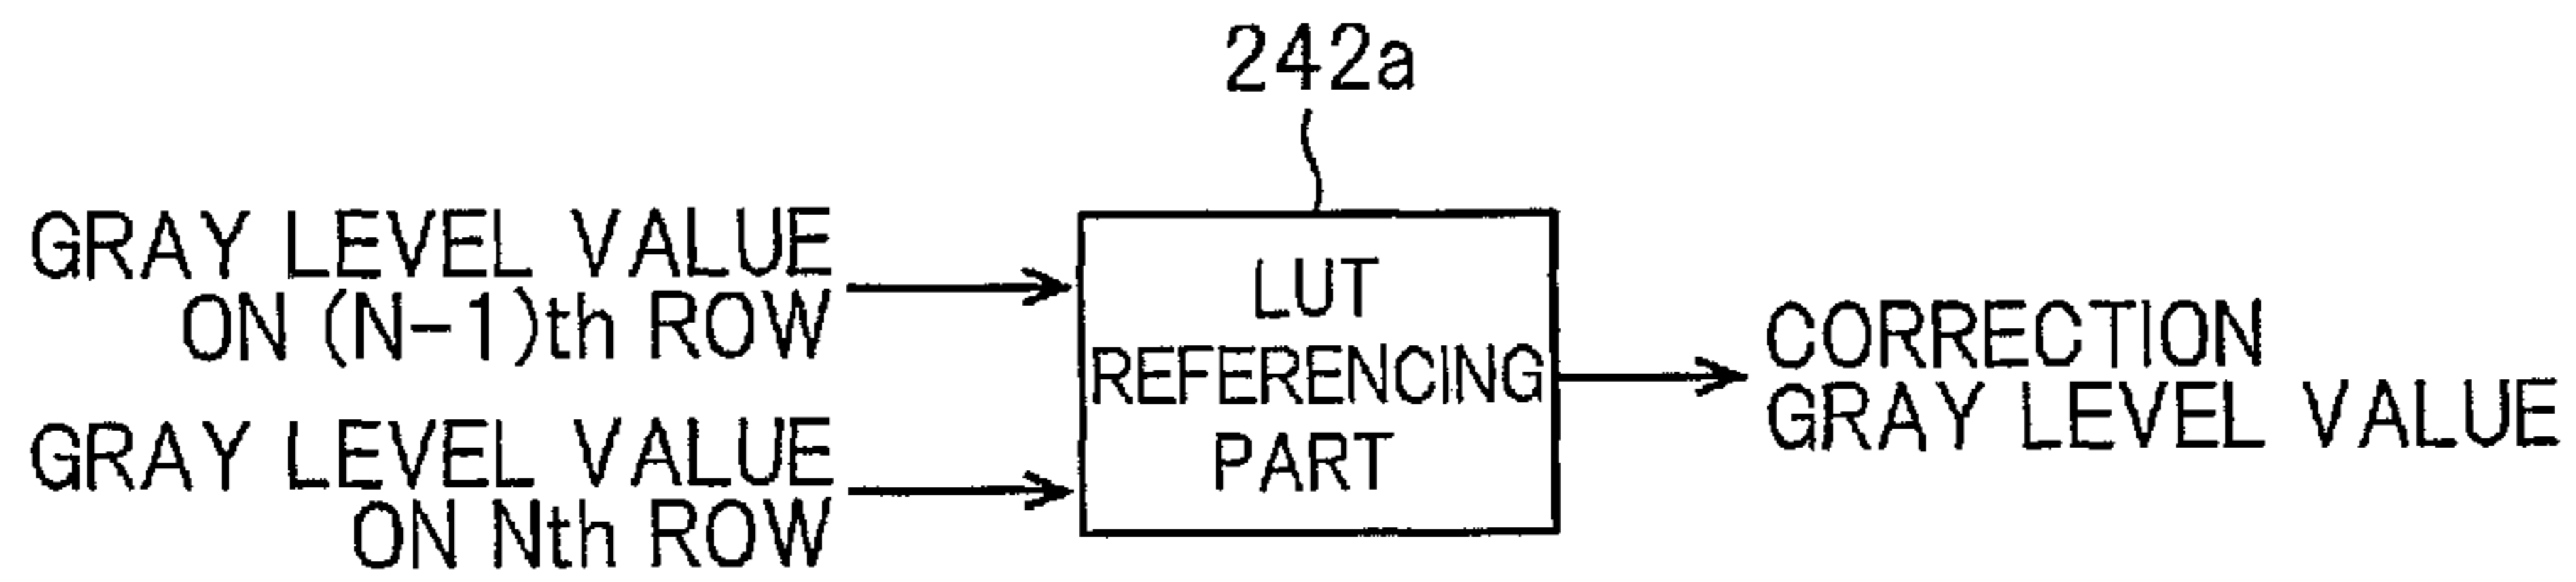 242a
GRAY LEVEL VALUE
ON (N-1)th ROW
GRAY LEVEL VALUE
ON Nth ROW
LUT
REFERENCING
PART
CORRECTION
GRAY LEVEL VALUE